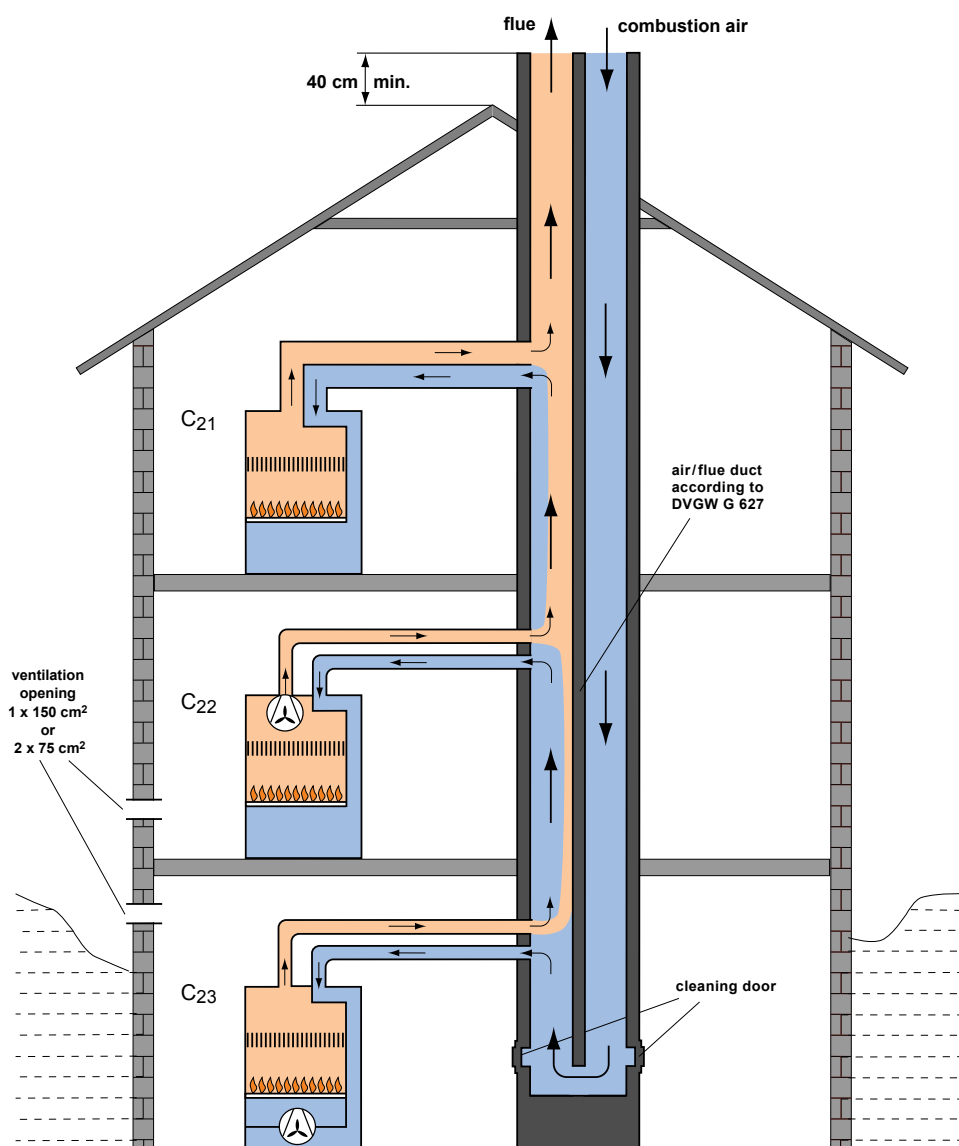 flue
combustion air
40 cm min.
C21
air/flue duct
according to
DVGW G 627
ventilation
opening
1 x 150 cm²
or
2 x 75 cm²
C22
C23
cleaning door